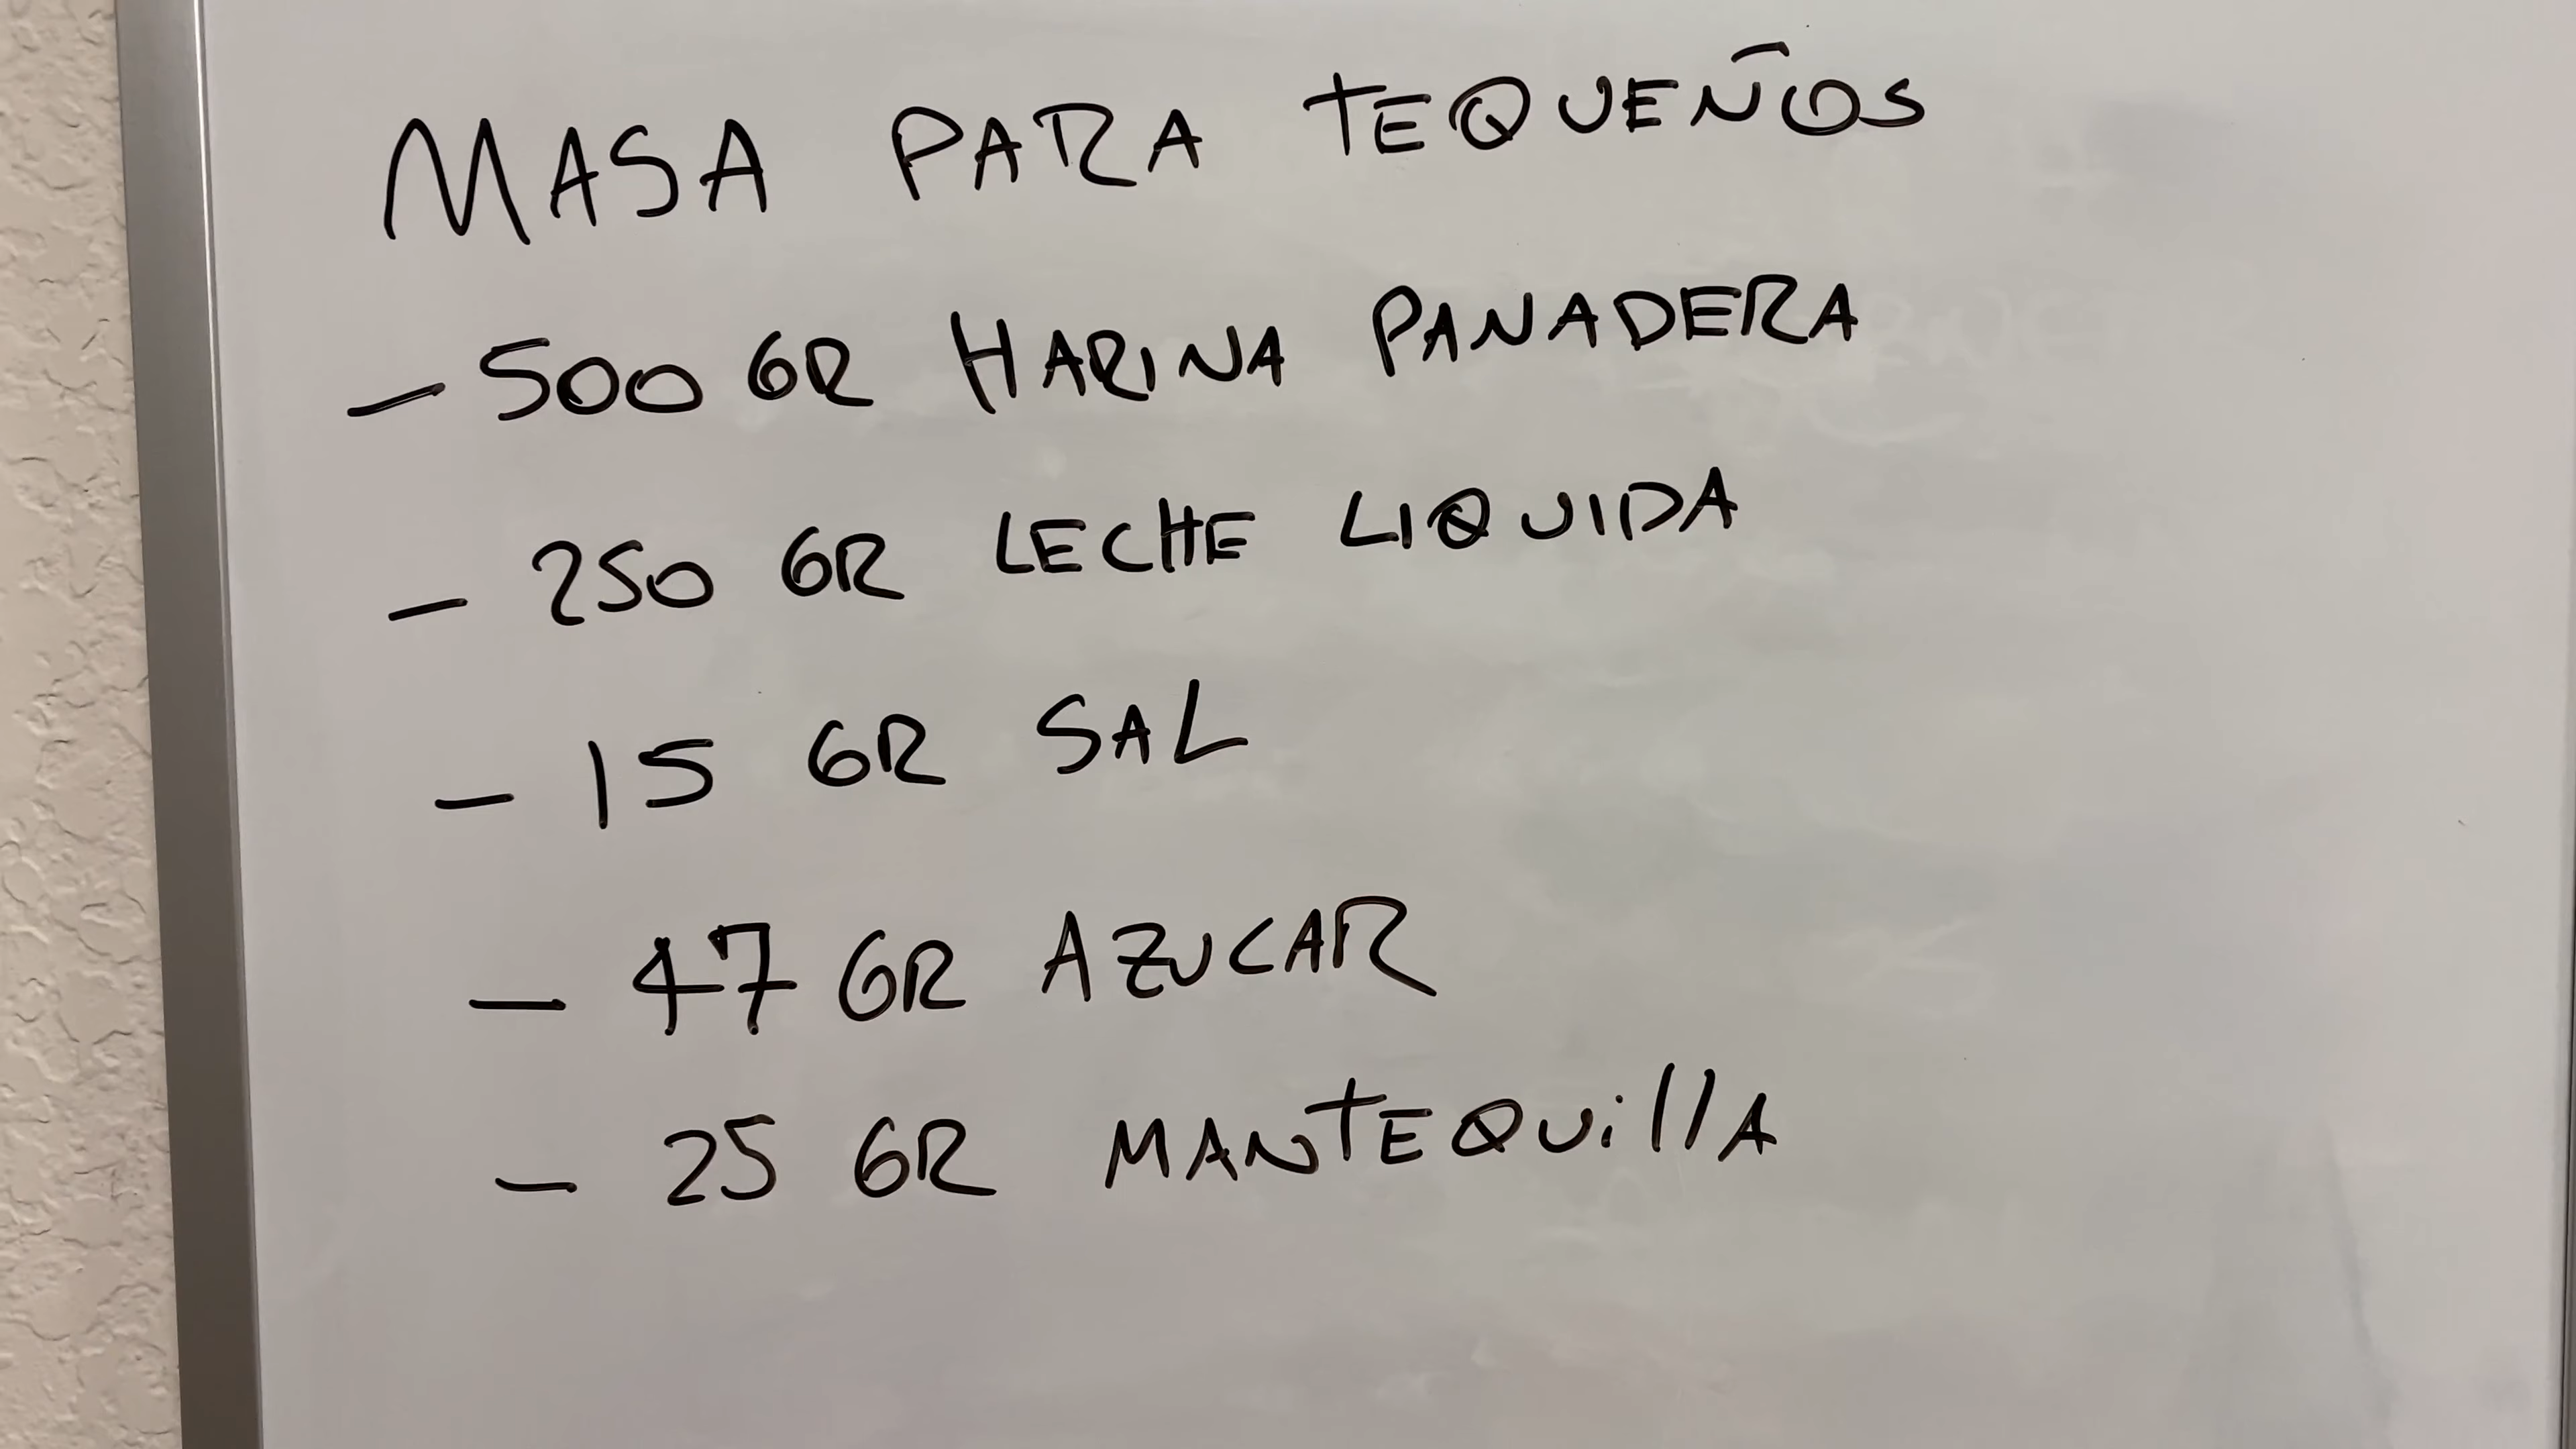 MASA PARA TEQUEÑOS
- 500 GR HARINA PANADERA
- 250 GR LECHE LIQUIDA
- 15 GR SAL
- 47 GR AZUCAR
- 25 GR MANTEQUillA